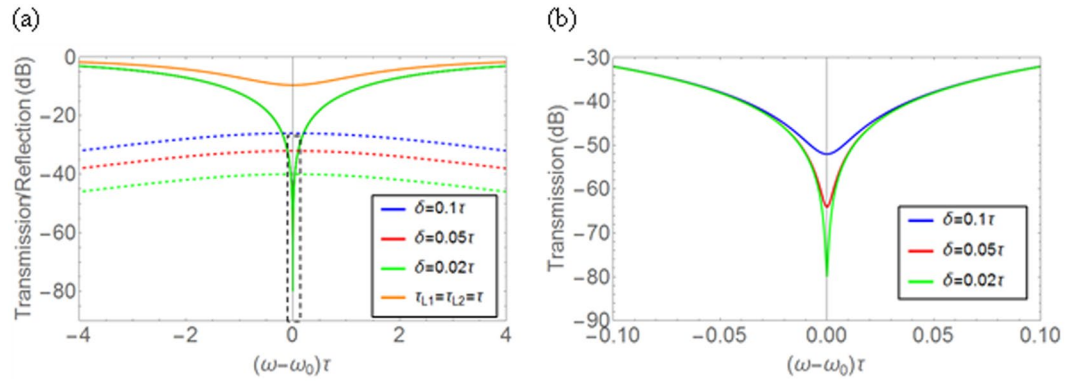 (a)
(b)
Transmission/Reflection (dB)
0
−20
−40
−60
−80
δ=0.1τ
δ=0.05τ
δ=0.02τ
τL1=τL2=τ
−4 −2 0 2 4
(ω−ω0)τ
Transmission (dB)
−30
−40
−50
−60
−70
−80
−90
δ=0.1τ
δ=0.05τ
δ=0.02τ
−0.10 −0.05 0.00 0.05 0.10
(ω−ω0)τ